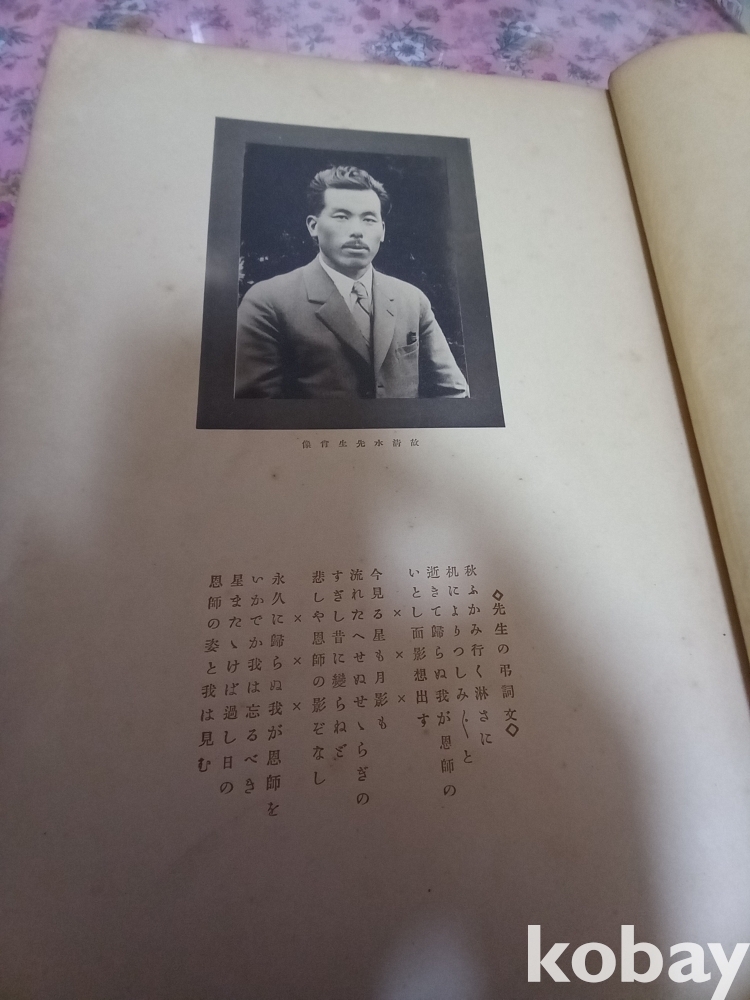 故清水先生肖像
◇先生の弔詞文◇
秋ふかみ行く淋さに
机によりつしみ〲と
逝きて歸らぬ我が恩師の
いとし面影想出す
× × ×
今見る星も月影も
流れたへせぬせゝらぎの
すぎし昔に變らねど
悲しや恩師の影ぞなし
× × ×
永久に歸らぬ我が恩師を
いかでか我は忘るべき
星またゝけば過し日の
恩師の姿と我は見む
kobay